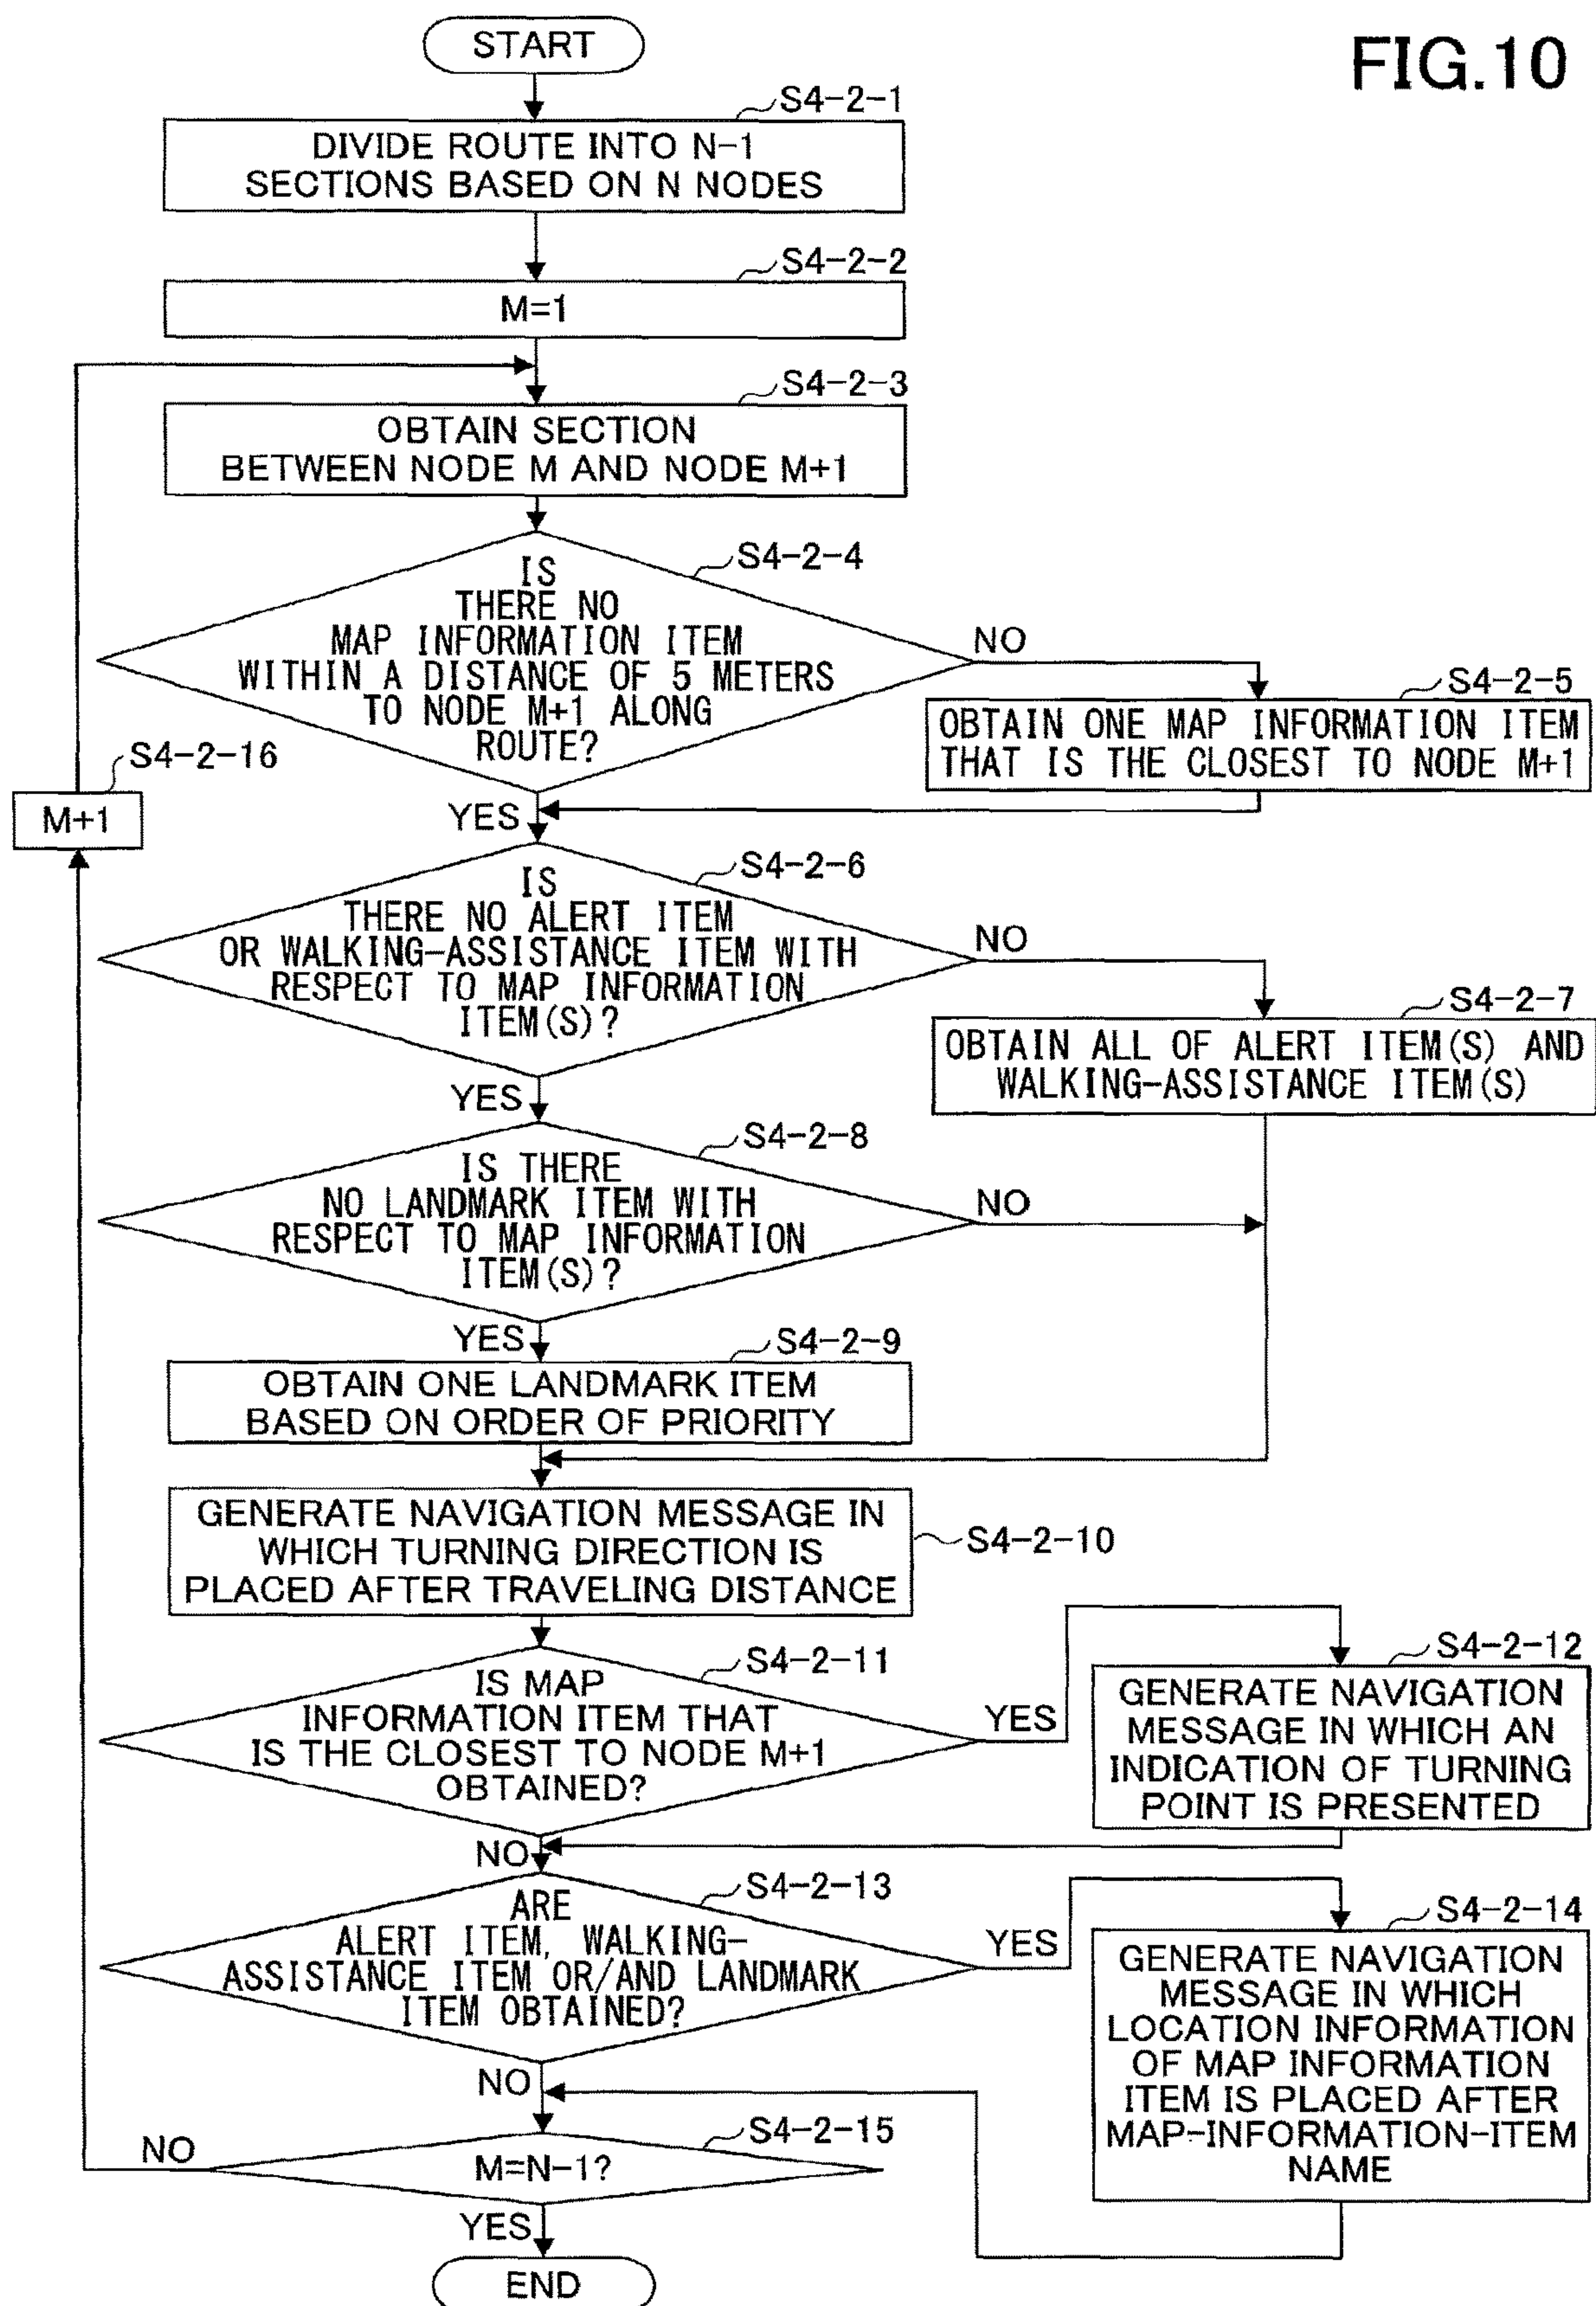 FIG.10
START
S4-2-1
DIVIDE ROUTE INTO N-1
SECTIONS BASED ON N NODES
S4-2-2
M=1
S4-2-3
OBTAIN SECTION
BETWEEN NODE M AND NODE M+1
S4-2-4
IS
THERE NO
MAP INFORMATION ITEM
WITHIN A DISTANCE OF 5 METERS
TO NODE M+1 ALONG
ROUTE?
NO
S4-2-5
OBTAIN ONE MAP INFORMATION ITEM
THAT IS THE CLOSEST TO NODE M+1
S4-2-16
M+1
YES
S4-2-6
IS
THERE NO ALERT ITEM
OR WALKING-ASSISTANCE ITEM WITH
RESPECT TO MAP INFORMATION
ITEM(S)?
NO
S4-2-7
OBTAIN ALL OF ALERT ITEM(S) AND
WALKING-ASSISTANCE ITEM(S)
YES
S4-2-8
IS THERE
NO LANDMARK ITEM WITH
RESPECT TO MAP INFORMATION
ITEM(S)?
NO
YES
S4-2-9
OBTAIN ONE LANDMARK ITEM
BASED ON ORDER OF PRIORITY
GENERATE NAVIGATION MESSAGE IN
WHICH TURNING DIRECTION IS
PLACED AFTER TRAVELING DISTANCE
S4-2-10
S4-2-11
IS MAP
INFORMATION ITEM THAT
IS THE CLOSEST TO NODE M+1
OBTAINED?
YES
S4-2-12
GENERATE NAVIGATION
MESSAGE IN WHICH AN
INDICATION OF TURNING
POINT IS PRESENTED
NO
S4-2-13
ARE
ALERT ITEM, WALKING-
ASSISTANCE ITEM OR/AND LANDMARK
ITEM OBTAINED?
YES
S4-2-14
GENERATE NAVIGATION
MESSAGE IN WHICH
LOCATION INFORMATION
OF MAP INFORMATION
ITEM IS PLACED AFTER
MAP-INFORMATION-ITEM
NAME
NO
S4-2-15
M=N-1?
NO
YES
END